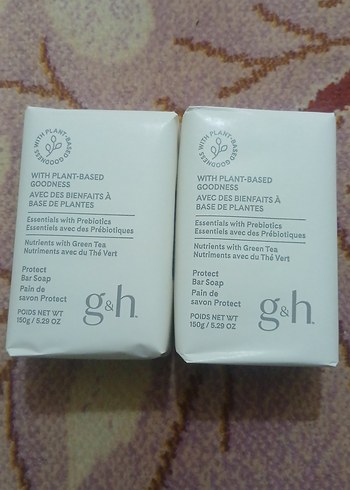 WITH PLANT-BASED GOODNESS
WITH PLANT-BASED
GOODNESS
AVEC DES BIENFAITS À
BASE DE PLANTES
Essentials with Prebiotics
Essentiels avec des Prébiotiques
Nutrients with Green Tea
Nutriments avec du Thé Vert
Protect
Bar Soap
Pain de
savon Protect
POIDS NET WT
150g / 5.29 OZ
g&h.
WITH PLANT-BASED GOODNESS
WITH PLANT-BASED
GOODNESS
AVEC DES BIENFAITS À
BASE DE PLANTES
Essentials with Prebiotics
Essentiels avec des Prébiotiques
Nutrients with Green Tea
Nutriments avec du Thé Vert
Protect
Bar Soap
Pain de
savon Protect
POIDS NET WT
150g / 5.29 OZ
g&h.